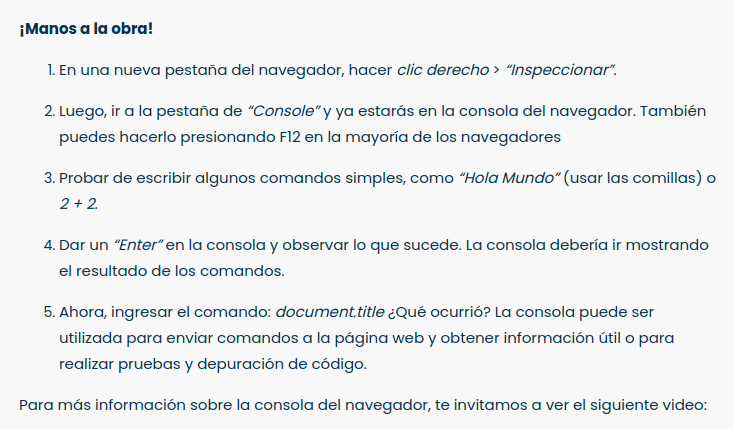 ¡Manos a la obra!
1. En una nueva pestaña del navegador, hacer clic derecho > “Inspeccionar”.
2. Luego, ir a la pestaña de “Console” y ya estarás en la consola del navegador. También
puedes hacerlo presionando F12 en la mayoría de los navegadores
3. Probar de escribir algunos comandos simples, como “Hola Mundo” (usar las comillas) o
2 + 2.
4. Dar un “Enter” en la consola y observar lo que sucede. La consola debería ir mostrando
el resultado de los comandos.
5. Ahora, ingresar el comando: document.title ¿Qué ocurrió? La consola puede ser
utilizada para enviar comandos a la página web y obtener información útil o para
realizar pruebas y depuración de código.
Para más información sobre la consola del navegador, te invitamos a ver el siguiente video: